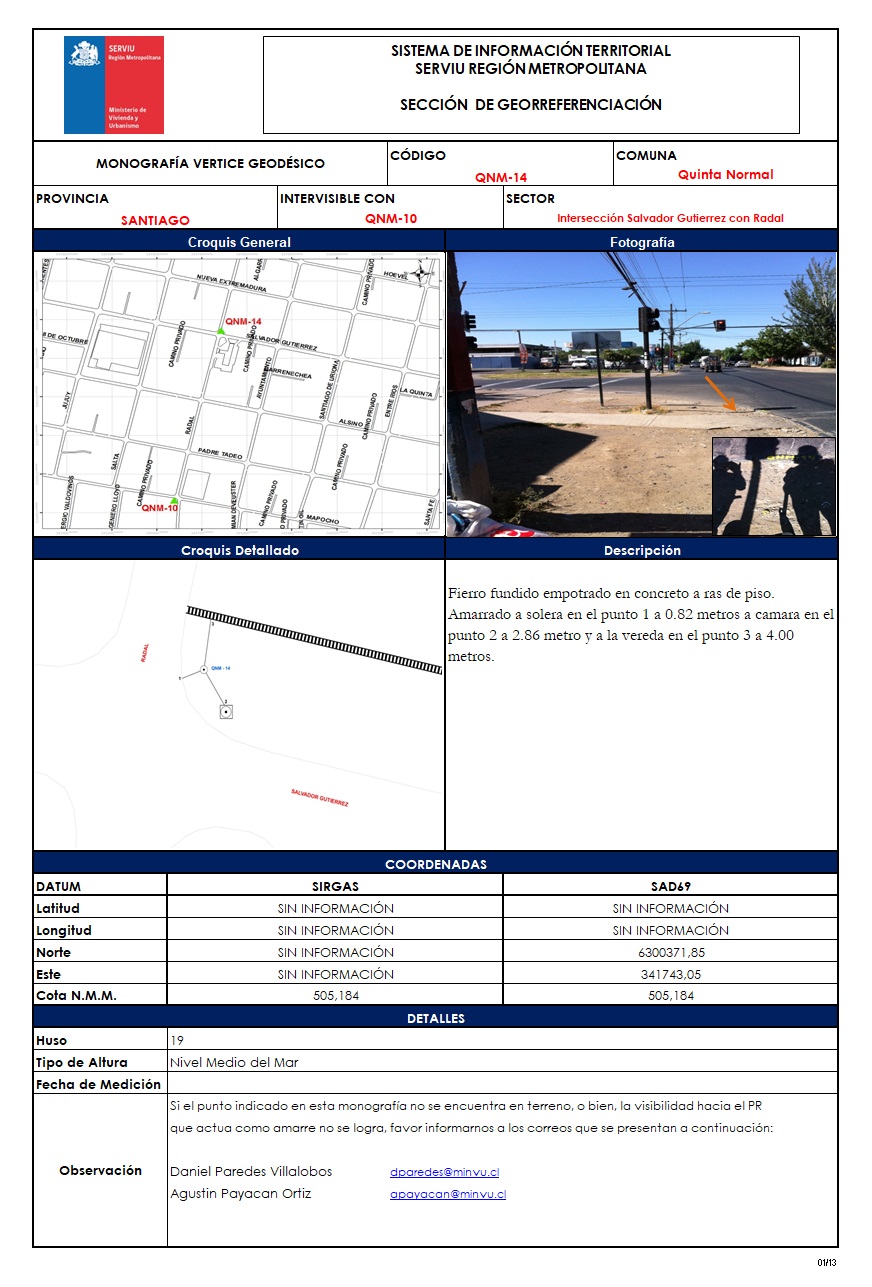 SERVIU
Región Metropolitana
Ministerio de
Vivienda y
Urbanismo
SISTEMA DE INFORMACIÓN TERRITORIAL
SERVIU REGIÓN METROPOLITANA
SECCIÓN DE GEORREFERENCIACIÓN
MONOGRAFÍA VERTICE GEODÉSICO
CÓDIGO
QNM-14
COMUNA
Quinta Normal
PROVINCIA
SANTIAGO
INTERVISIBLE CON
QNM-10
SECTOR
Intersección Salvador Gutierrez con Radal
Croquis General
Fotografía
HOEVEL
NUEVA EXTREMADURA
CAMINO PRIVADO
QNM-14
8 DE OCTUBRE
CAMINO PRIVADO
CAMINO PRIVADO
SALVADOR GUTIERREZ
BARRENECHEA
AYUNTAMIENTO
SANTIAGO DE URIONA
LA QUINTA
ENTRE RIOS
JUJUY
RADAL
ALSINO
CAMINO PRIVADO
PADRE TADEO
SALTA
CAMINO PRIVADO
CAMINO PRIVADO
CAMINO PRIVADO
ERGIO VALDOVINOS
GENERO LLOYD
QNM-10
MAPOCHO
SANTA FE
Croquis Detallado
Descripción
RADAL
3
QNM - 14
1
2
SALVADOR GUTIERREZ
Fierro fundido empotrado en concreto a ras de piso.
Amarrado a solera en el punto 1 a 0.82 metros a camara en el
punto 2 a 2.86 metro y a la vereda en el punto 3 a 4.00
metros.
COORDENADAS
DATUM SIRGAS SAD69
Latitud SIN INFORMACIÓN SIN INFORMACIÓN
Longitud SIN INFORMACIÓN SIN INFORMACIÓN
Norte SIN INFORMACIÓN 6300371,85
Este SIN INFORMACIÓN 341743,05
Cota N.M.M. 505,184 505,184
DETALLES
Huso 19
Tipo de Altura Nivel Medio del Mar
Fecha de Medición
Observación
Si el punto indicado en esta monografía no se encuentra en terreno, o bien, la visibilidad hacia el PR
que actua como amarre no se logra, favor informarnos a los correos que se presentan a continuación:
Daniel Paredes Villalobos dparedes@minvu.cl
Agustin Payacan Ortiz apayacan@minvu.cl
01/13